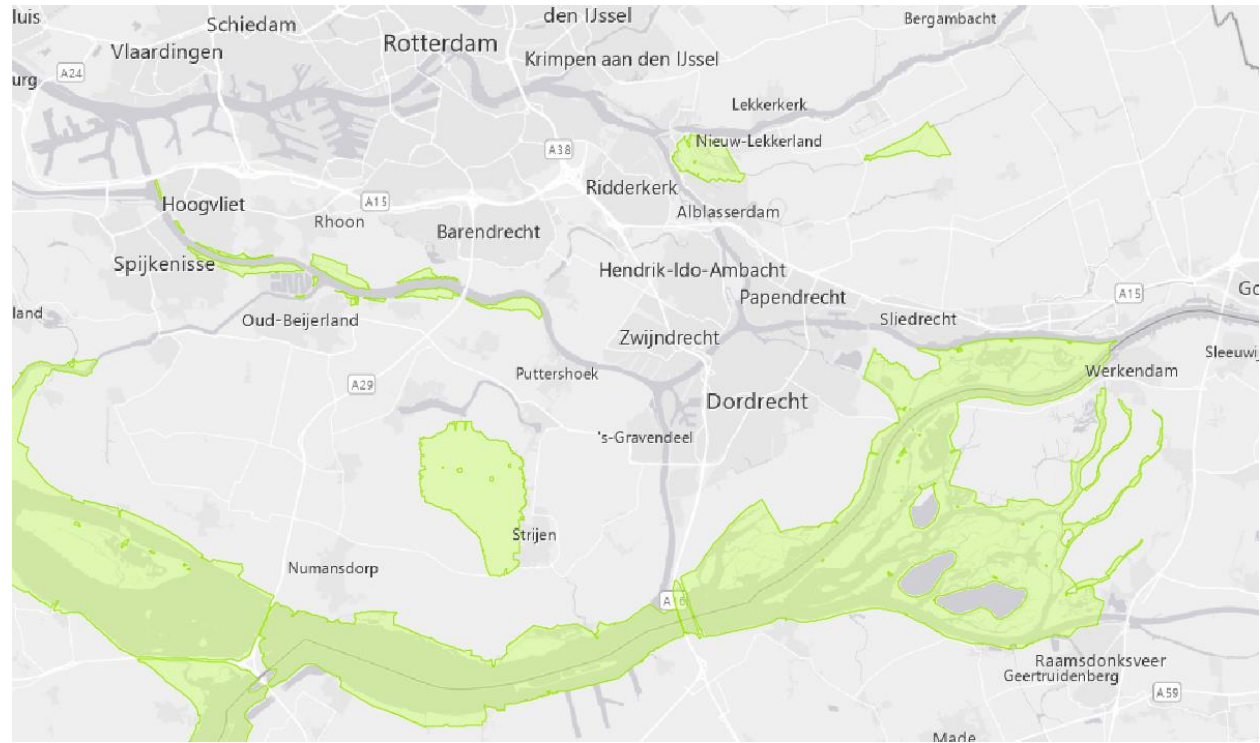 luis
Schiedam
den IJssel
Bergambacht
Vlaardingen
Rotterdam
Krimpen aan den IJssel
A24
urg
Lekkerkerk
Nieuw-Lekkerland
A38
Ridderkerk
Hoogvliet
A15
Rhoon
Alblasserdam
Barendrecht
Spijkenisse
Hendrik-Ido-Ambacht
Papendrecht
A15
Go
land
Oud-Beijerland
Sliedrecht
Zwijndrecht
Sleeuwij
Puttershoek
Werkendam
A29
Dordrecht
's-Gravendeel
Strijen
Numansdorp
A16
Raamsdonksveer
Geertruidenberg
A59
Made